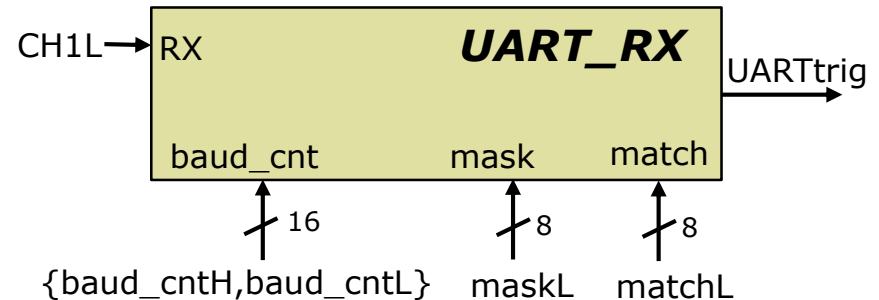 CH1L
RX
UART_RX
UARTtrig
baud_cnt
mask
match
16
8
8
{baud_cntH,baud_cntL}
maskL
matchL